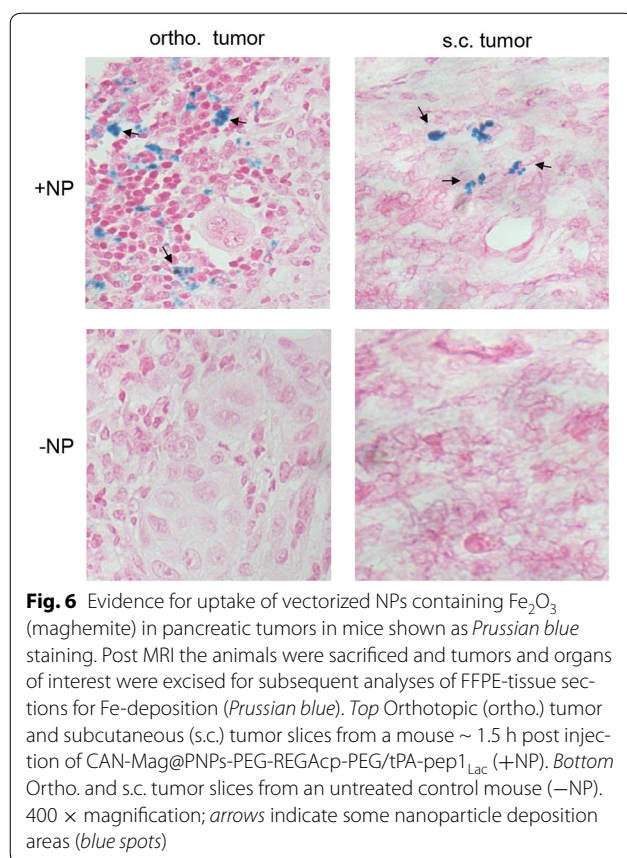 ortho. tumor s.c. tumor
+NP
-NP
Fig. 6 Evidence for uptake of vectorized NPs containing Fe₂O₃
(maghemite) in pancreatic tumors in mice shown as Prussian blue
staining. Post MRI the animals were sacrificed and tumors and organs
of interest were excised for subsequent analyses of FFPE-tissue sec-
tions for Fe-deposition (Prussian blue). Top Orthotopic (ortho.) tumor
and subcutaneous (s.c.) tumor slices from a mouse ~ 1.5 h post injec-
tion of CAN-Mag@PNPs-PEG-REGAcp-PEG/tPA-pep1Lac (+NP). Bottom
Ortho. and s.c. tumor slices from an untreated control mouse (−NP).
400 × magnification; arrows indicate some nanoparticle deposition
areas (blue spots)